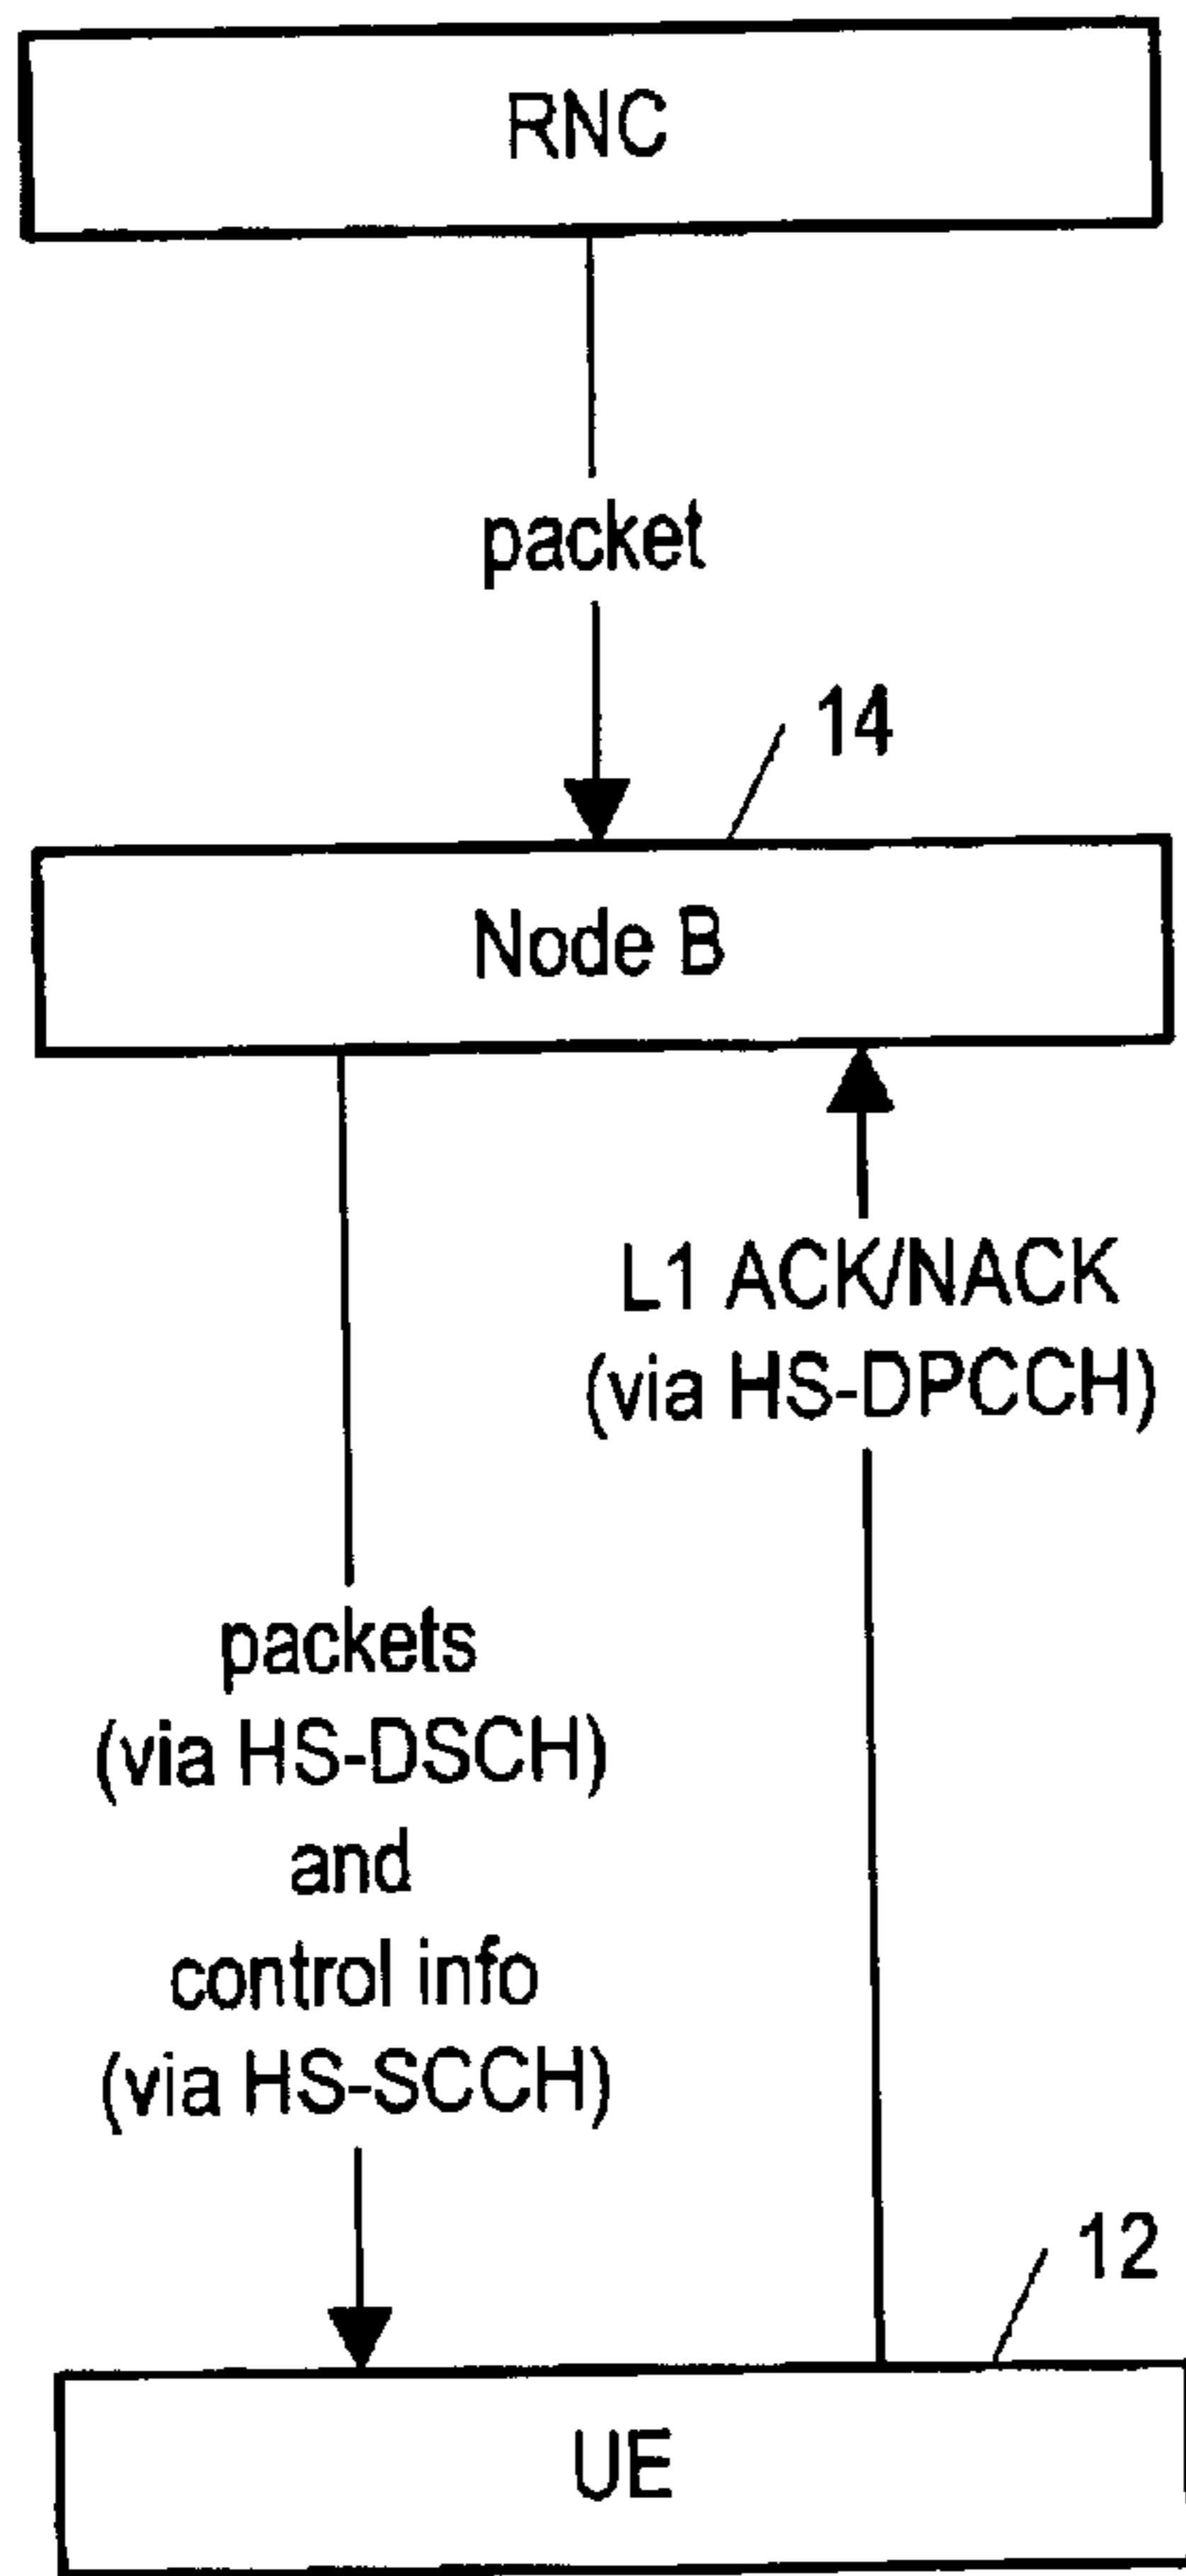 RNC
packet
14
Node B
L1 ACK/NACK
(via HS-DPCCH)
packets
(via HS-DSCH)
and
control info
(via HS-SCCH)
12
UE